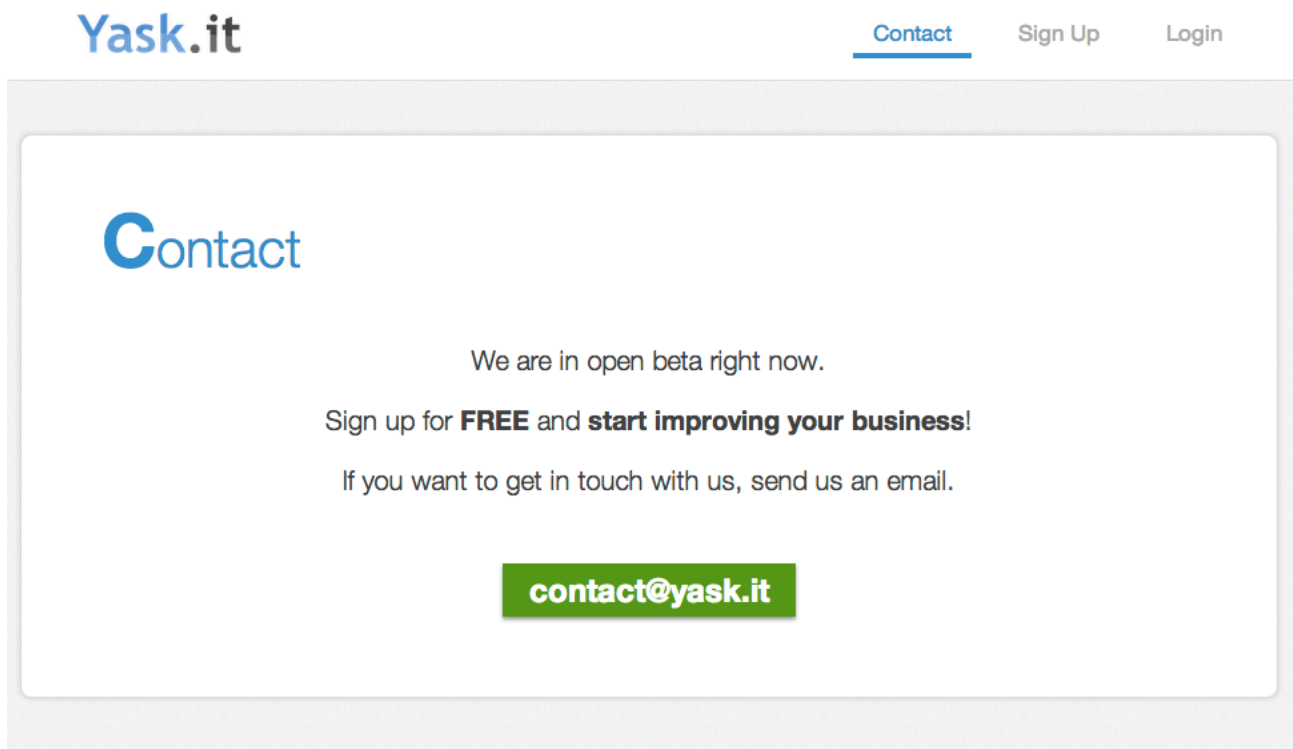 Yask.it
Contact Sign Up Login
Contact
We are in open beta right now.
Sign up for FREE and start improving your business!
If you want to get in touch with us, send us an email.
contact@yask.it